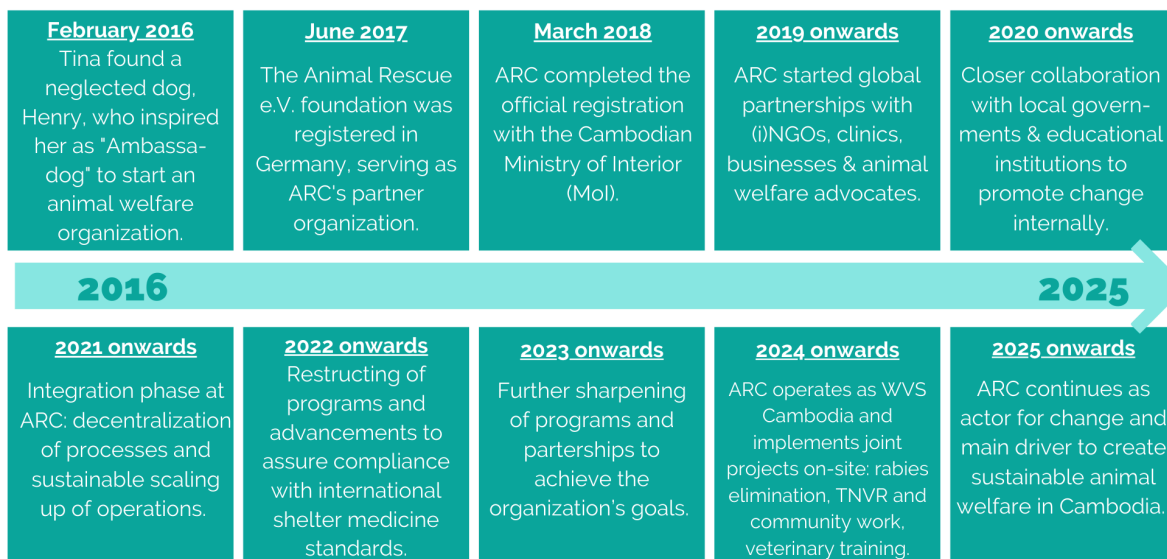 February 2016
Tina found a
neglected dog,
Henry, who inspired
her as "Ambassa-
dog" to start an
animal welfare
organization.
June 2017
The Animal Rescue
e.V. foundation was
registered in
Germany, serving as
ARC's partner
organization.
March 2018
ARC completed the
official registration
with the Cambodian
Ministry of Interior
(MoI).
2019 onwards
ARC started global
partnerships with
(i)NGOs, clinics,
businesses & animal
welfare advocates.
2020 onwards
Closer collaboration
with local govern-
ments & educational
institutions to
promote change
internally.
2016
2025
2021 onwards
Integration phase at
ARC: decentralization
of processes and
sustainable scaling
up of operations.
2022 onwards
Restructing of
programs and
advancements to
assure compliance
with international
shelter medicine
standards.
2023 onwards
Further sharpening
of programs and
parterships to
achieve the
organization's goals.
2024 onwards
ARC operates as WVS
Cambodia and
implements joint
projects on-site: rabies
elimination, TNVR and
community work,
veterinary training.
2025 onwards
ARC continues as
actor for change and
main driver to create
sustainable animal
welfare in Cambodia.